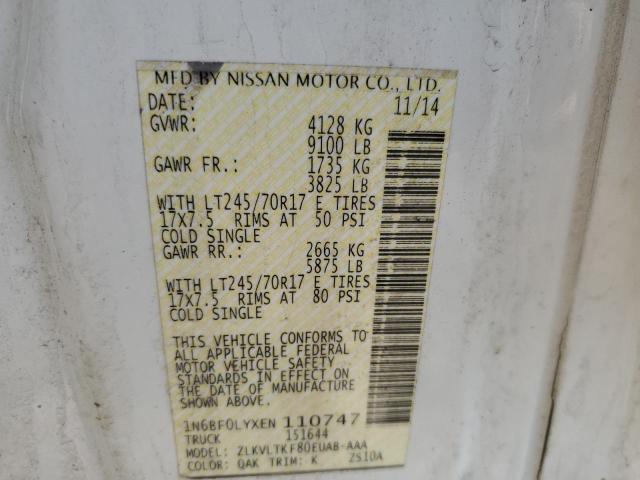 MFD BY NISSAN MOTOR CO., LTD.
DATE: 11/14
GVWR: 4128 KG
9100 LB
GAWR FR.: 1735 KG
3825 LB
WITH LT245/70R17 E TIRES
17X7.5 RIMS AT 50 PSI
COLD SINGLE
GAWR RR.: 2665 KG
5875 LB
WITH LT245/70R17 E TIRES
17X7.5 RIMS AT 80 PSI
COLD SINGLE
THIS VEHICLE CONFORMS TO
ALL APPLICABLE FEDERAL
MOTOR VEHICLE SAFETY
STANDARDS IN EFFECT ON
THE DATE OF MANUFACTURE
SHOWN ABOVE.
1N6BF0LYXEN 110747
TRUCK 151644
MODEL: ZLKVLTKF80EUAB-AAA
COLOR: QAK TRIM: K 2S10A